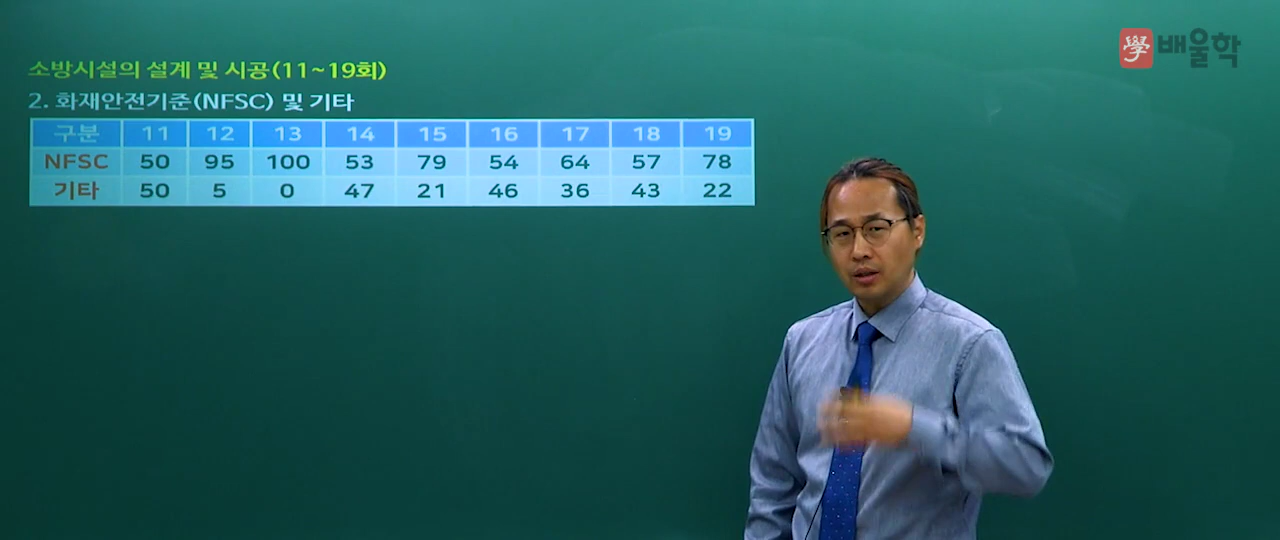 學 배울학
소방시설의 설계 및 시공(11~19회)
2. 화재안전기준(NFSC) 및 기타
구분 11 12 13 14 15 16 17 18 19
NFSC 50 95 100 53 79 54 64 57 78
기타 50 5 0 47 21 46 36 43 22